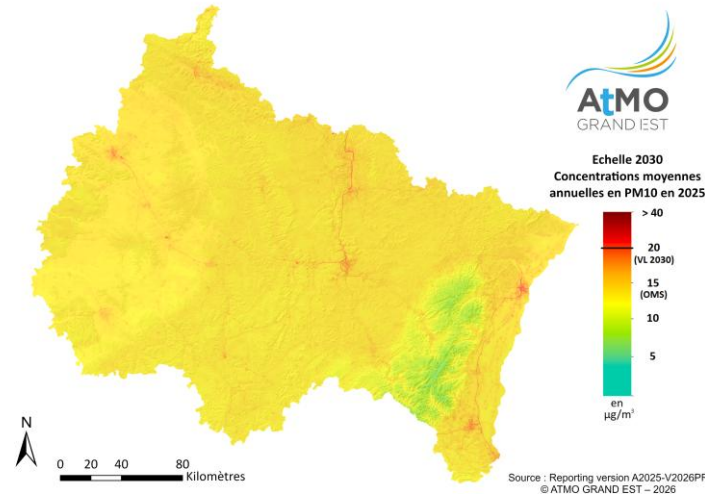 AtMO
GRAND EST
Echelle 2030
Concentrations moyennes
annuelles en PM10 en 2025
> 40
20
(VL 2030)
15
(OMS)
10
5
en
µg/m³
N
0 20 40 80
Kilomètres
Source : Reporting version A2025-V2026PF
© ATMO GRAND EST – 2026